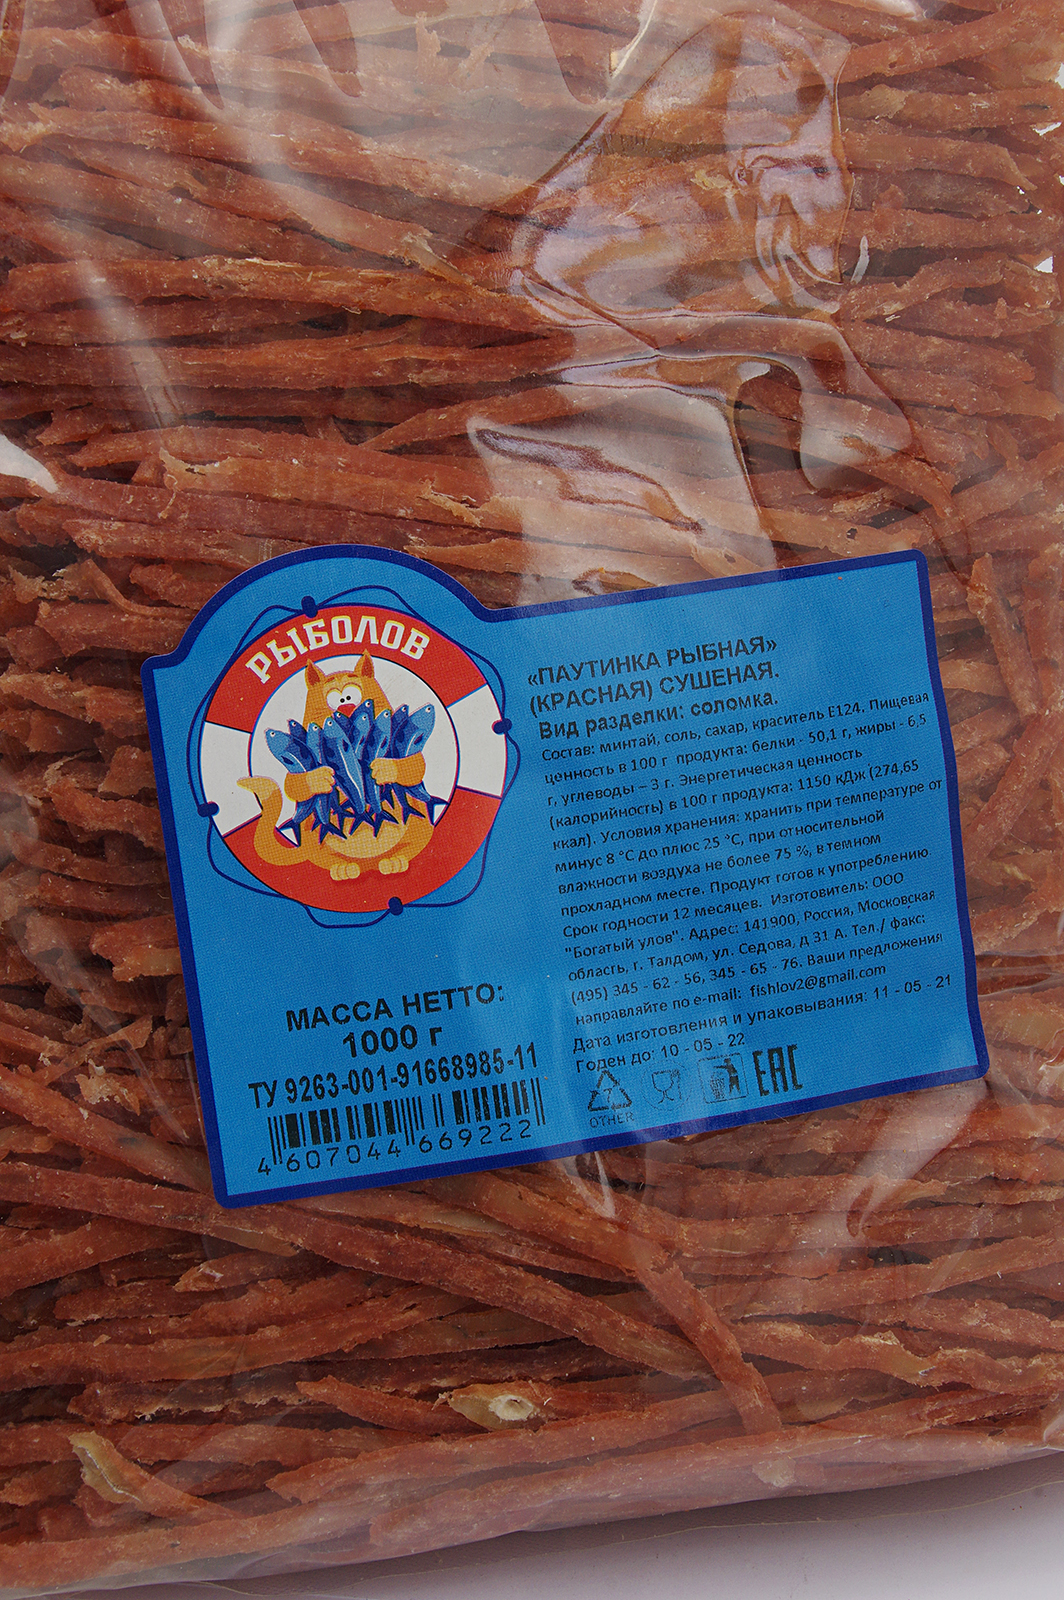 РЫБОЛОВ
«ПАУТИНКА РЫБНАЯ»
(КРАСНАЯ) СУШЕНАЯ.
Вид разделки: соломка.
Состав: минтай, соль, сахар, краситель Е124. Пищевая
ценность в 100 г продукта: белки - 50,1 г, жиры - 6,5
г, углеводы – 3 г. Энергетическая ценность
(калорийность) в 100 г продукта: 1150 кДж (274,65
ккал). Условия хранения: хранить при температуре от
минус 8 °С до плюс 25 °С, при относительной
влажности воздуха не более 75 %, в темном
прохладном месте. Продукт готов к употреблению.
Срок годности 12 месяцев. Изготовитель: ООО
"Богатый улов". Адрес: 141900, Россия, Московская
область, г. Талдом, ул. Седова, д 31 А. Тел./ факс:
(495) 345 - 62 - 56, 345 - 65 - 76. Ваши предложения
направляйте по e-mail: fishlov2@gmail.com
Дата изготовления и упаковывания: 11 - 05 - 21
Годен до: 10 - 05 - 22
МАССА НЕТТО:
1000 г
ТУ 9263-001-91668985-11
4 607044 669222
7
OTHER
EAC